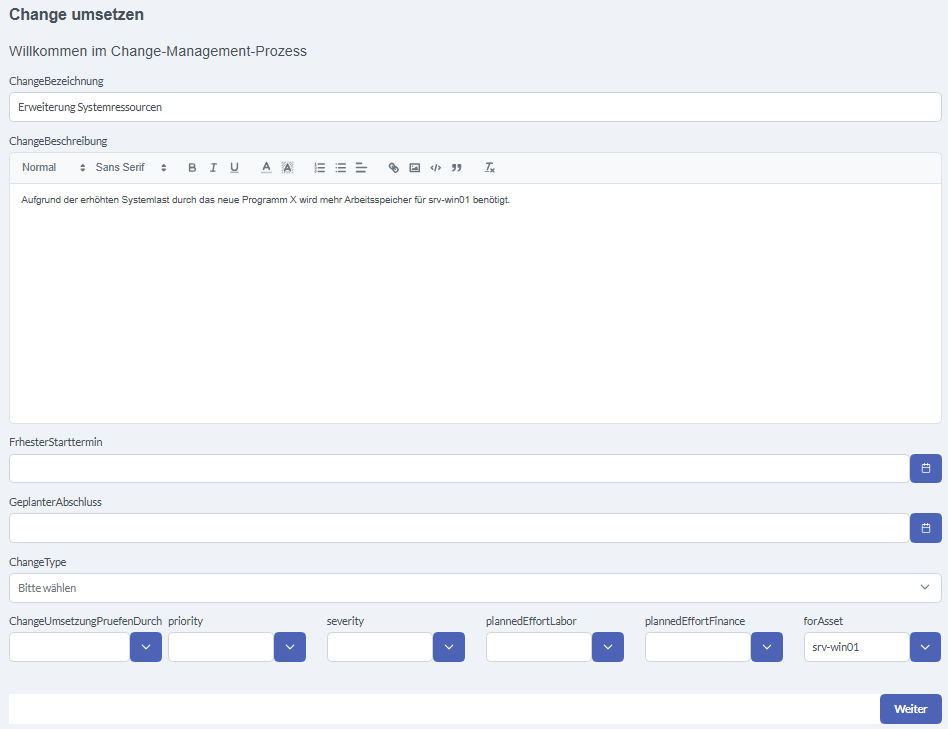 Change umsetzen
Willkommen im Change-Management-Prozess
ChangeBezeichnung
Erweiterung Systemressourcen
ChangeBeschreibung
Normal Sans Serif B I U A A
Aufgrund der erhöhten Systemlast durch das neue Programm X wird mehr Arbeitsspeicher für srv-win01 benötigt.
FrhesterStarttermin
GeplanterAbschluss
ChangeType
Bitte wählen
ChangeUmsetzungPruefenDurch priority severity plannedEffortLabor plannedEffortFinance forAsset
srv-win01
Weiter